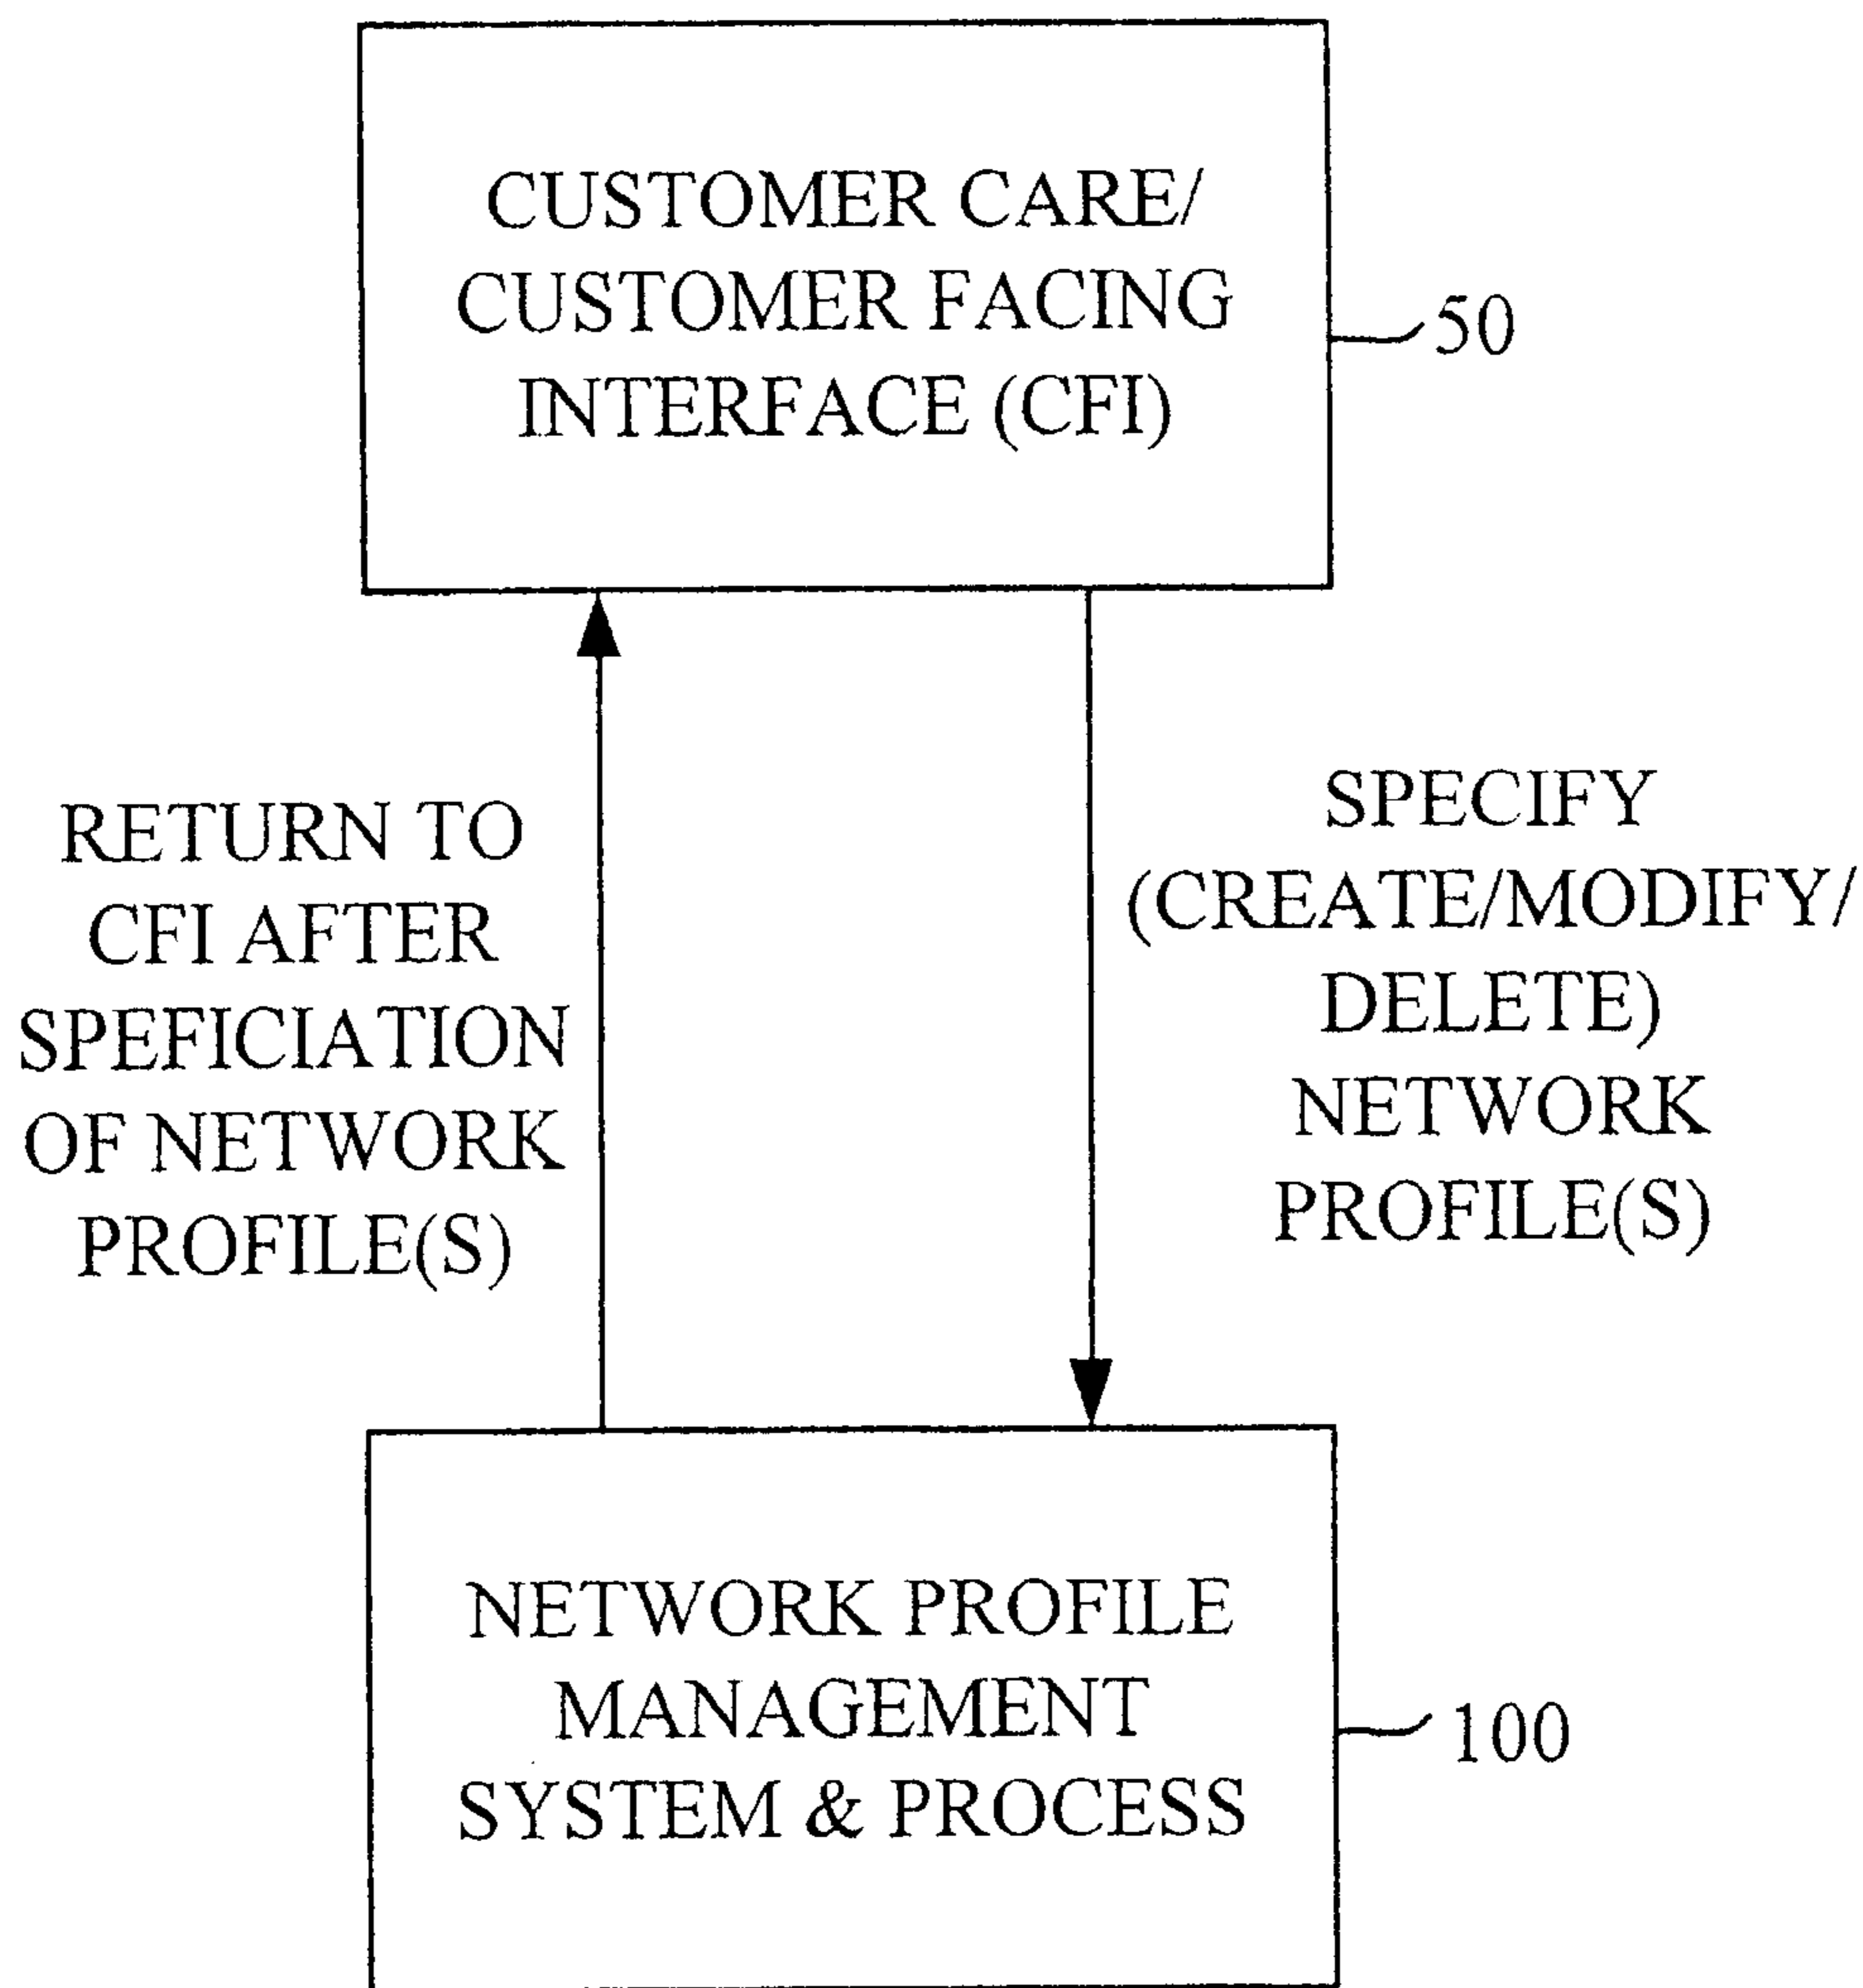 CUSTOMER CARE/
CUSTOMER FACING
INTERFACE (CFI)
50
RETURN TO
CFI AFTER
SPEFICIATION
OF NETWORK
PROFILE(S)
SPECIFY
(CREATE/MODIFY/
DELETE)
NETWORK
PROFILE(S)
NETWORK PROFILE
MANAGEMENT
SYSTEM & PROCESS
100